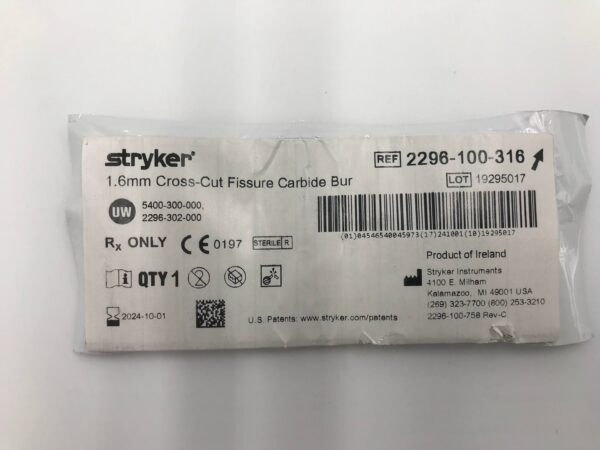 stryker
REF 2296-100-316
1.6mm Cross-Cut Fissure Carbide Bur
LOT 19295017
UW 5400-300-000,
2296-302-000
(01)04546540045973(17)241001(10)19295017
Rx ONLY CE 0197 STERILE R
Product of Ireland
QTY 1
Stryker Instruments
4100 E. Milham
Kalamazoo, MI 49001 USA
(269) 323-7700 (800) 253-3210
2024-10-01
U.S. Patents: www.stryker.com/patents
2296-100-758 Rev-C